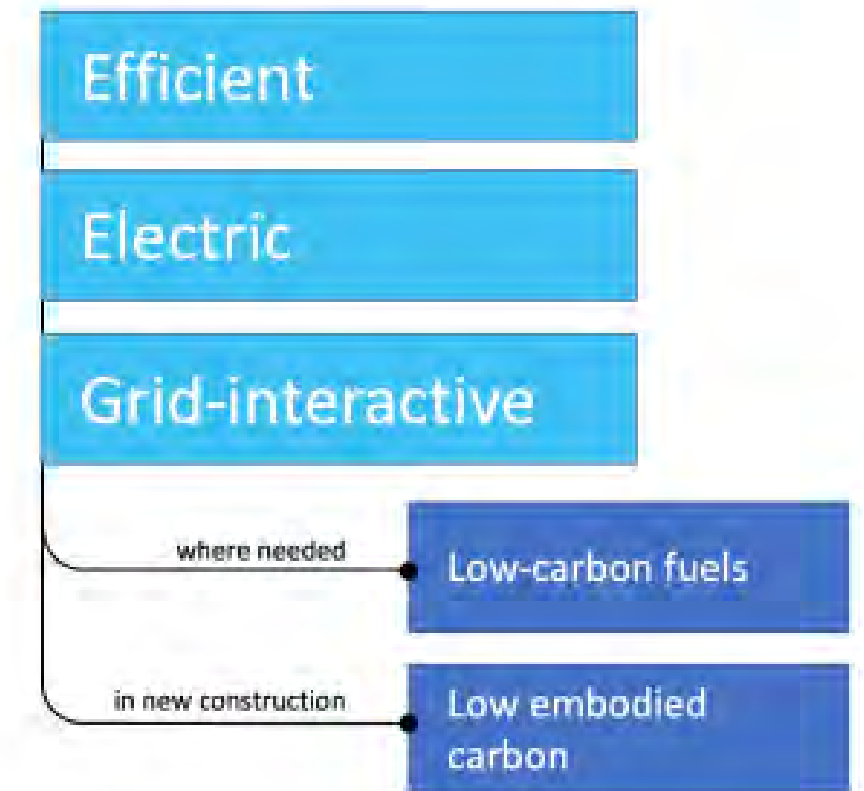 Efficient
Electric
Grid-interactive
where needed
Low-carbon fuels
in new construction
Low embodied
carbon